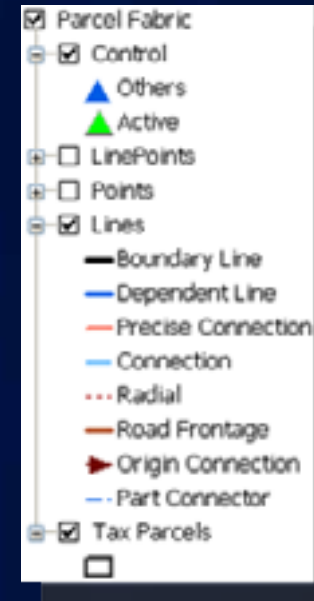 Parcel Fabric
Control
Others
Active
LinePoints
Points
Lines
Boundary Line
Dependent Line
Precise Connection
Connection
Radial
Road Frontage
Origin Connection
Part Connector
Tax Parcels